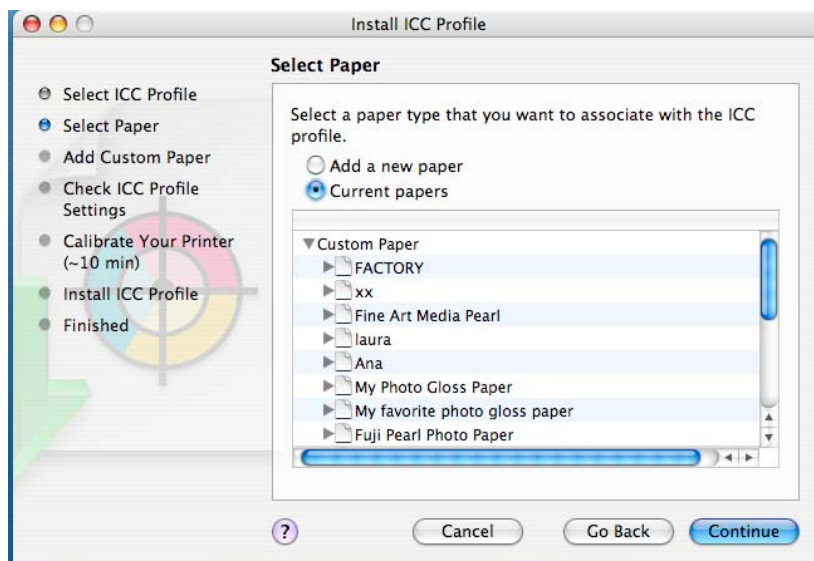 Install ICC Profile
Select ICC Profile
Select Paper
Add Custom Paper
Check ICC Profile
Settings
Calibrate Your Printer
(~10 min)
Install ICC Profile
Finished
Select Paper
Select a paper type that you want to associate with the ICC
profile.
Add a new paper
Current papers
Custom Paper
FACTORY
xx
Fine Art Media Pearl
laura
Ana
My Photo Gloss Paper
My favorite photo gloss paper
Fuji Pearl Photo Paper
?
Cancel
Go Back
Continue